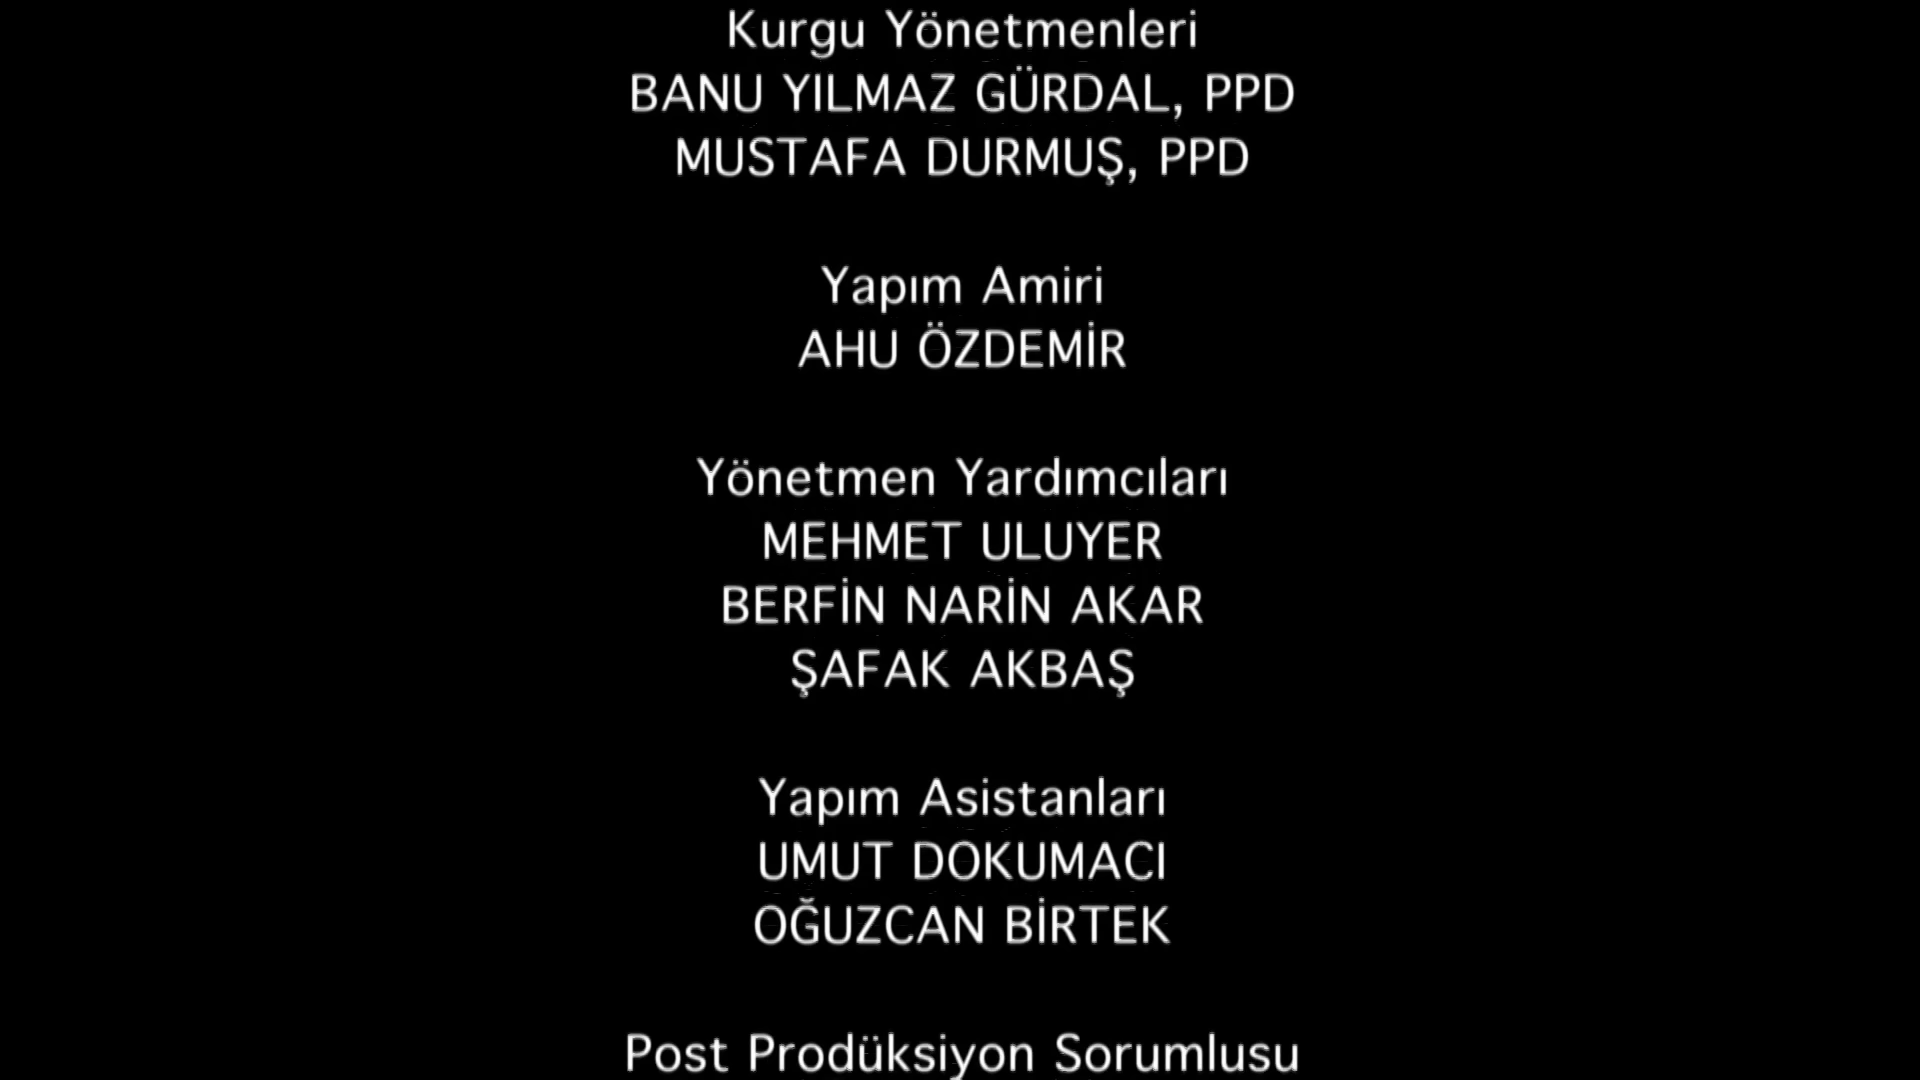 Kurgu Yönetmenleri
BANU YILMAZ GÜRDAL, PPD
MUSTAFA DURMUŞ, PPD
Yapım Amiri
AHU ÖZDEMİR
Yönetmen Yardımcıları
MEHMET ULUYER
BERFİN NARİN AKAR
ŞAFAK AKBAŞ
Yapım Asistanları
UMUT DOKUMACI
OĞUZCAN BİRTEK
Post Prodüksiyon Sorumlusu